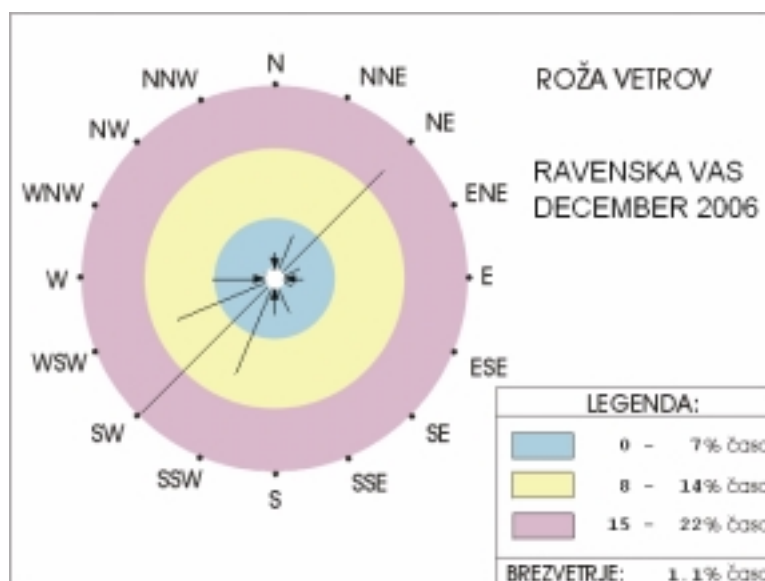 ROŽA VETROV
RAVENSKA VAS
DECEMBER 2006
N
NNE
NE
ENE
E
ESE
SE
SSE
S
SSW
SW
WSW
W
WNW
NW
NNW
LEGENDA:
0 - 7% časa
8 - 14% časa
15 - 22% časa
BREZVETRJE: 1.1% časa